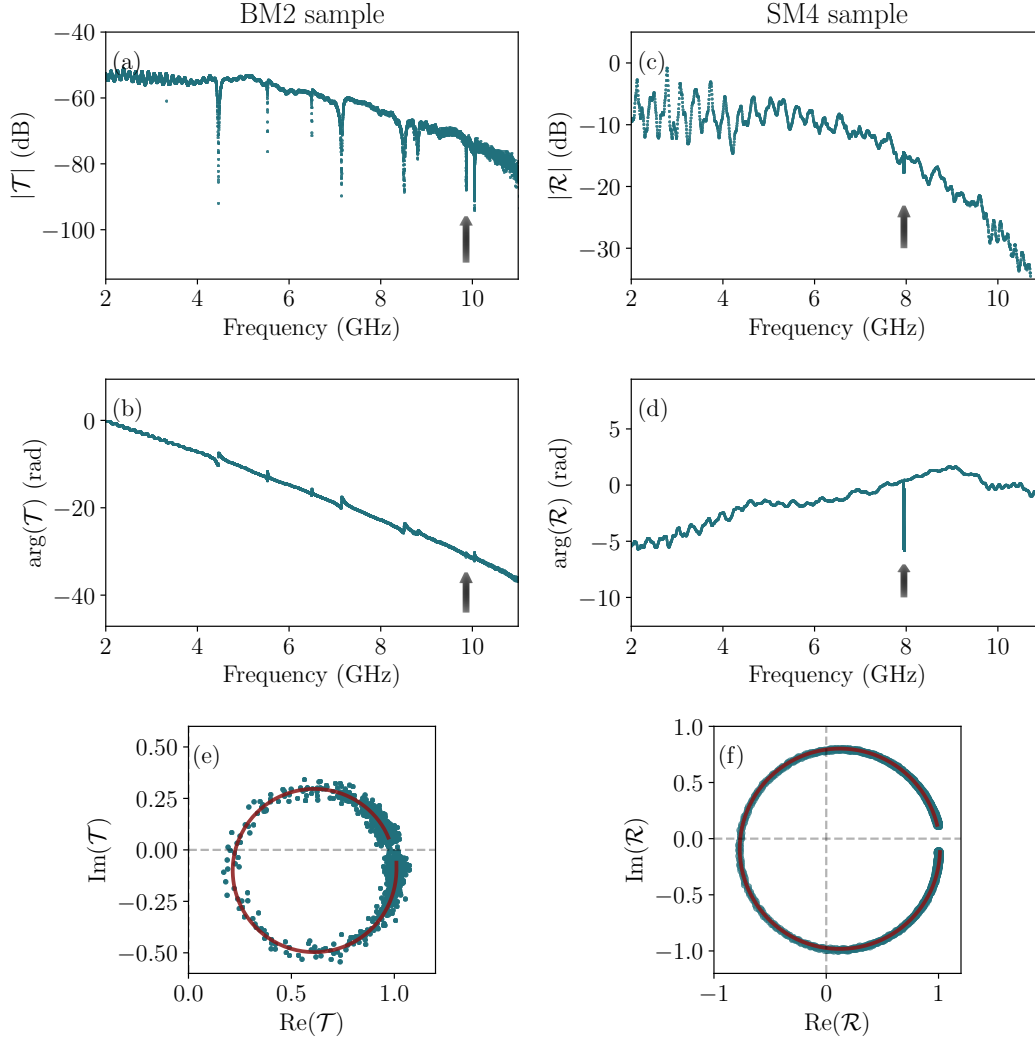 BM2 sample
SM4 sample
(a)
−40
−60
−80
−100
|𝒯| (dB)
2 4 6 8 10
Frequency (GHz)
(c)
0
−10
−20
−30
|ℛ| (dB)
2 4 6 8 10
Frequency (GHz)
(b)
0
−20
−40
arg(𝒯) (rad)
2 4 6 8 10
Frequency (GHz)
(d)
5
0
−5
−10
arg(ℛ) (rad)
2 4 6 8 10
Frequency (GHz)
(e)
0.50
0.25
0.00
−0.25
−0.50
Im(𝒯)
0.0 0.5 1.0
Re(𝒯)
(f)
1.0
0.5
0.0
−0.5
−1.0
Im(ℛ)
−1 0 1
Re(ℛ)